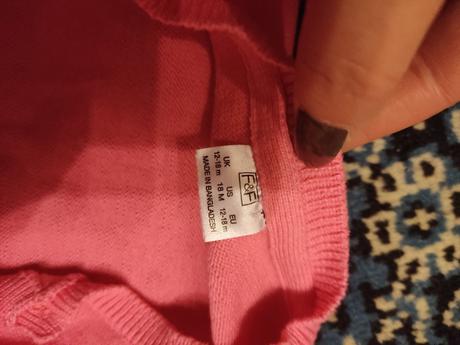 F&F
UK US EU
12-18 m 18 M 12-18 m
MADE IN BANGLADESH